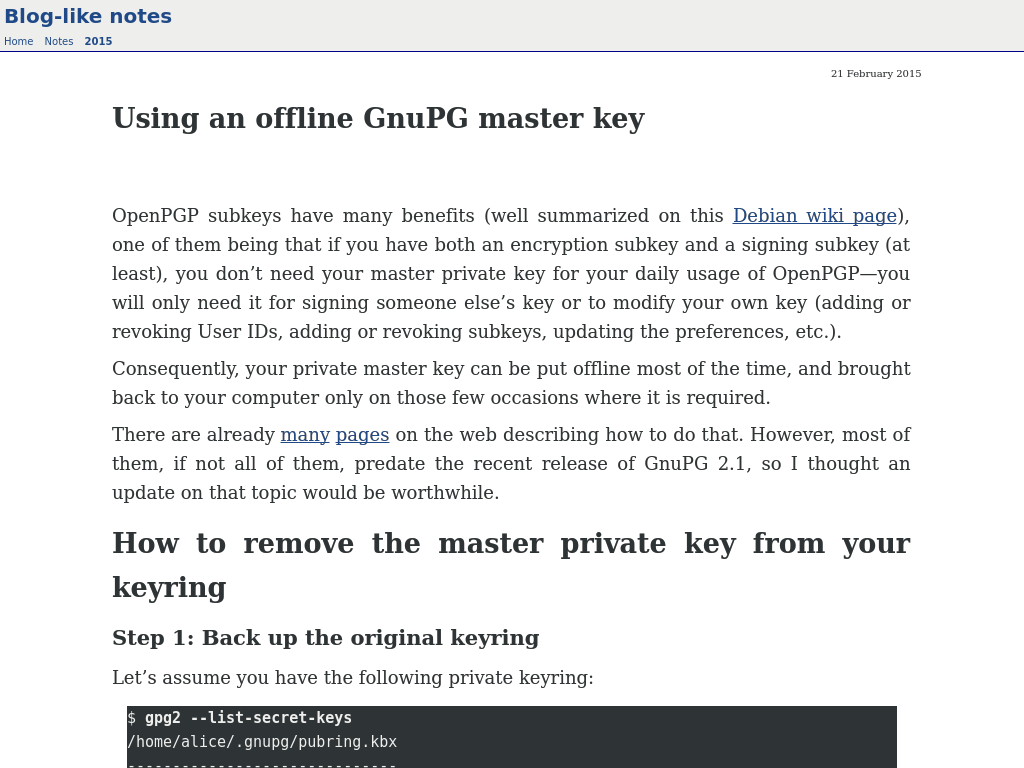 Blog-like notes
Home Notes 2015
21 February 2015
Using an offline GnuPG master key
OpenPGP subkeys have many benefits (well summarized on this Debian wiki page),
one of them being that if you have both an encryption subkey and a signing subkey (at
least), you don’t need your master private key for your daily usage of OpenPGP—you
will only need it for signing someone else’s key or to modify your own key (adding or
revoking User IDs, adding or revoking subkeys, updating the preferences, etc.).
Consequently, your private master key can be put offline most of the time, and brought
back to your computer only on those few occasions where it is required.
There are already many pages on the web describing how to do that. However, most of
them, if not all of them, predate the recent release of GnuPG 2.1, so I thought an
update on that topic would be worthwhile.
How to remove the master private key from your
keyring
Step 1: Back up the original keyring
Let’s assume you have the following private keyring:
$ gpg2 --list-secret-keys
/home/alice/.gnupg/pubring.kbx
------------------------------